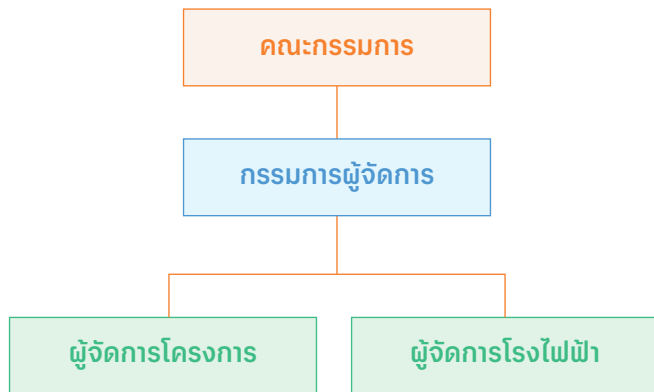 คณะกรรมการ
กรรมการผู้จัดการ
ผู้จัดการโครงการ
ผู้จัดการโรงไฟฟ้า